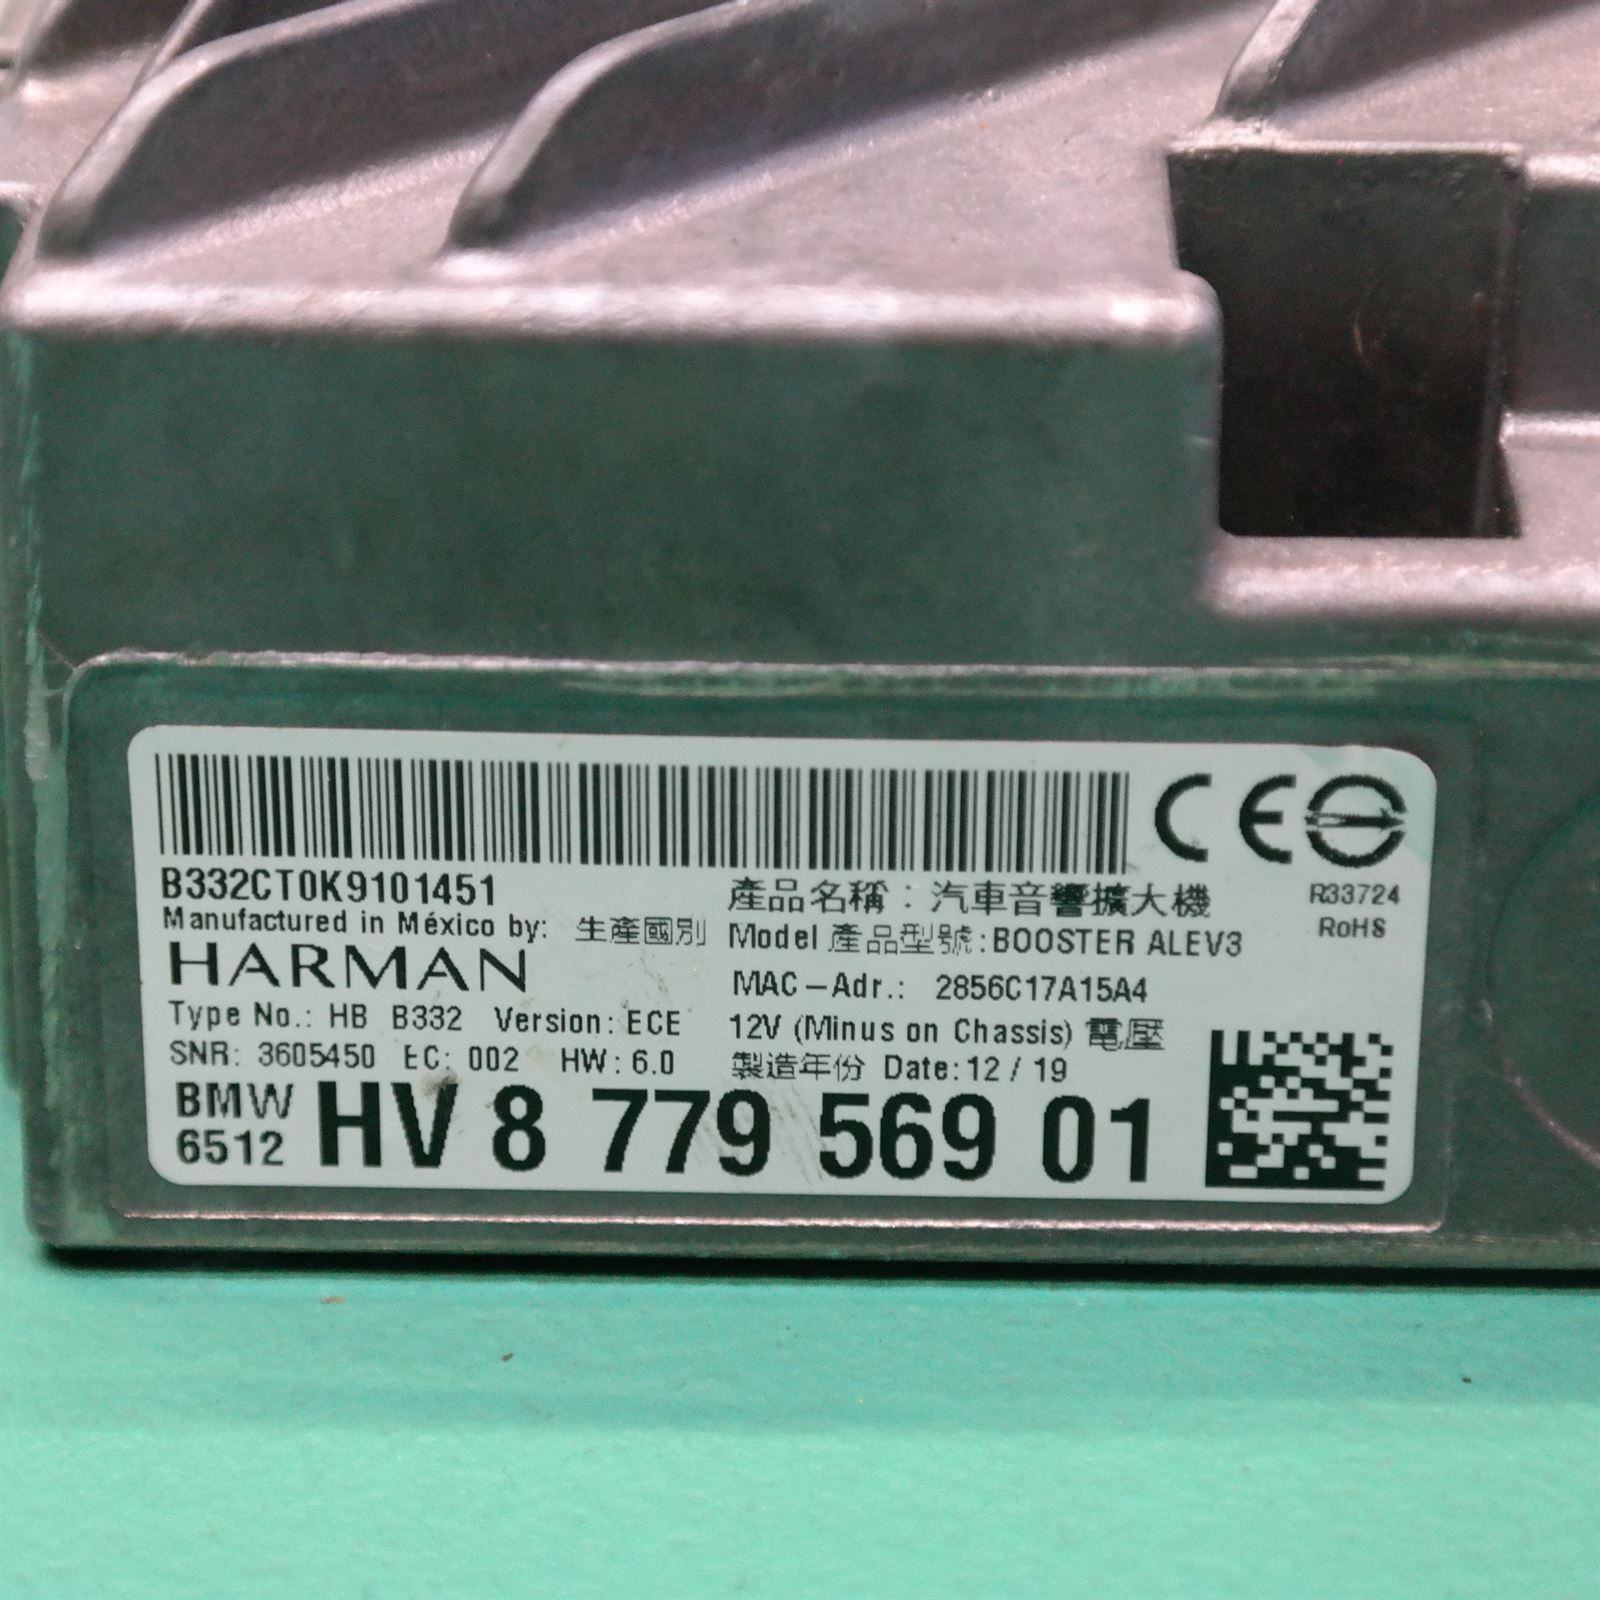 B332CT0K9101451
Manufactured in México by: 生產國別
HARMAN
Type No.: HB B332 Version: ECE
SNR: 3605450 EC: 002 HW: 6.0
產品名稱：汽車音響擴大機
Model 產品型號: BOOSTER ALEV3
MAC-Adr.: 2856C17A15A4
12V (Minus on Chassis) 電壓
製造年份 Date: 12 / 19
CE
R33724
RoHS
BMW
6512
HV 8 779 569 01